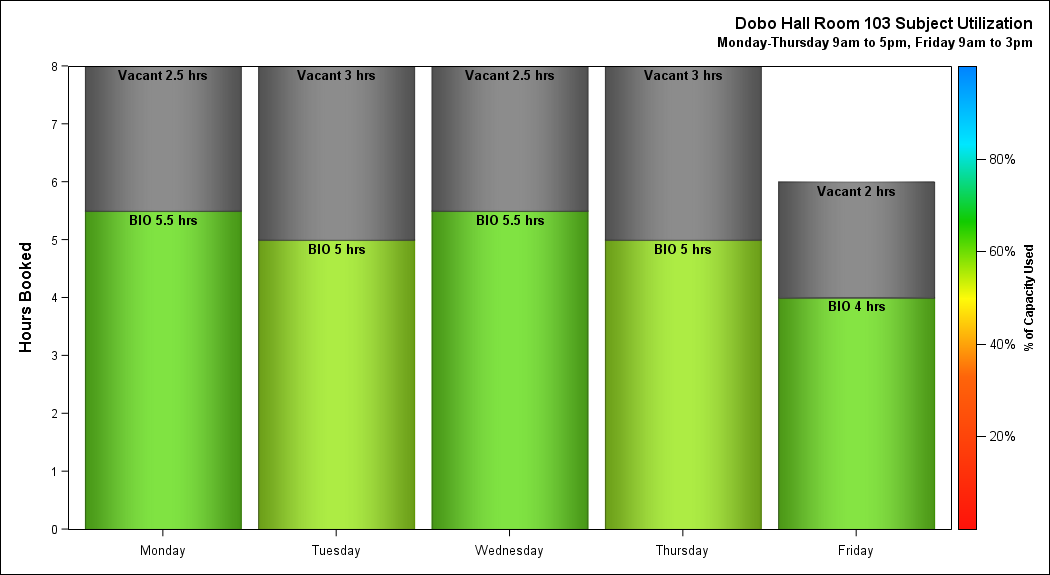 Dobo Hall Room 103 Subject Utilization
Monday-Thursday 9am to 5pm, Friday 9am to 3pm
Hours Booked
8
7
6
5
4
3
2
1
0
Vacant 2.5 hrs
BIO 5.5 hrs
Vacant 3 hrs
BIO 5 hrs
Vacant 2.5 hrs
BIO 5.5 hrs
Vacant 3 hrs
BIO 5 hrs
Vacant 2 hrs
BIO 4 hrs
Monday
Tuesday
Wednesday
Thursday
Friday
80%
60%
40%
20%
% of Capacity Used